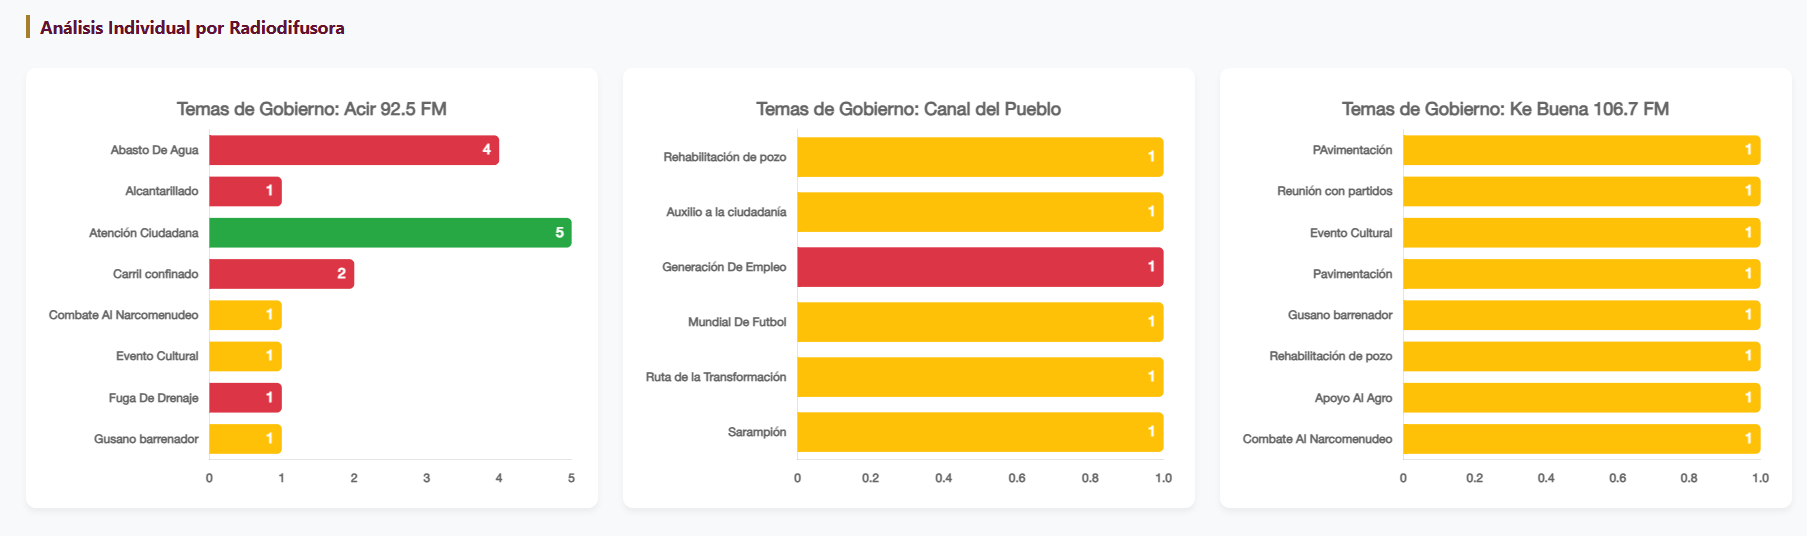 Análisis Individual por Radiodifusora
Temas de Gobierno: Acir 92.5 FM
Abasto De Agua 4
Alcantarillado 1
Atención Ciudadana 5
Carril confinado 2
Combate Al Narcomenudeo 1
Evento Cultural 1
Fuga De Drenaje 1
Gusano barrenador 1
0 1 2 3 4 5
Temas de Gobierno: Canal del Pueblo
Rehabilitación de pozo 1
Auxilio a la ciudadanía 1
Generación De Empleo 1
Mundial De Futbol 1
Ruta de la Transformación 1
Sarampión 1
0 0.2 0.4 0.6 0.8 1.0
Temas de Gobierno: Ke Buena 106.7 FM
PAvimentación 1
Reunión con partidos 1
Evento Cultural 1
Pavimentación 1
Gusano barrenador 1
Rehabilitación de pozo 1
Apoyo Al Agro 1
Combate Al Narcomenudeo 1
0 0.2 0.4 0.6 0.8 1.0